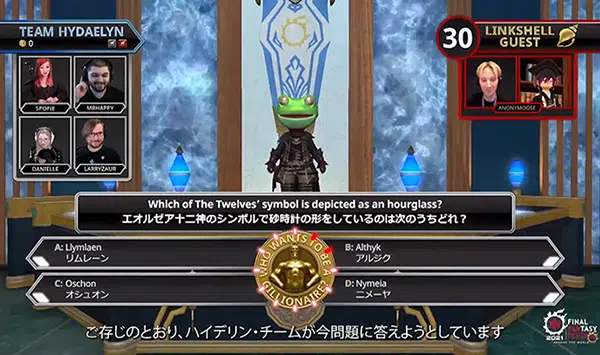 TEAM HYDAELYN
0
SPOFIE
MRHAPPY
DANIELLE
LARRYZAUR
30
LINKSHELL
GUEST
ANONYMOOSE
Which of The Twelves’ symbol is depicted as an hourglass?
エオルゼア十二神のシンボルで砂時計の形をしているのは次のうちどれ？
A: Llymlaen
リムレーン
B: Althyk
アルジク
C: Oschon
オシュオン
D: Nymeia
ニメーヤ
WHO WANTS TO BE A
GILLIONAIRE?
ご存じのとおり、ハイデリン・チームが今問題に答えようとしています
2021
FINAL
FANTASY